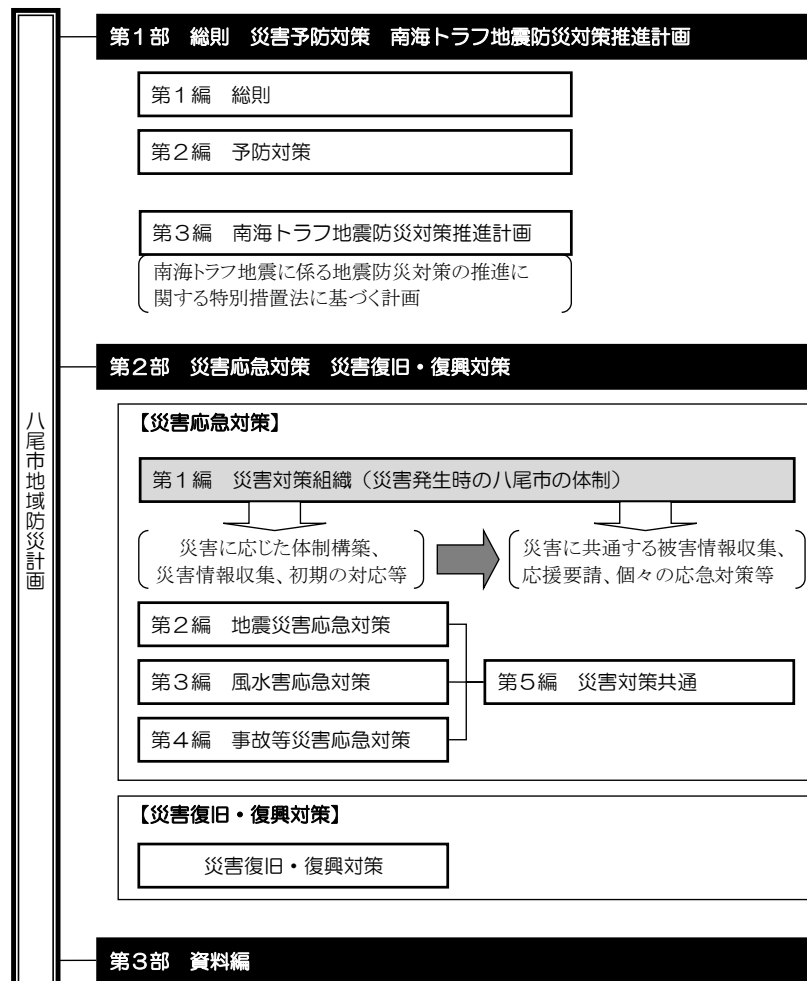 八尾市地域防災計画
第１部　総則　災害予防対策　南海トラフ地震防災対策推進計画
第１編　総則
第２編　予防対策
第３編　南海トラフ地震防災対策推進計画
南海トラフ地震に係る地震防災対策の推進に
関する特別措置法に基づく計画
第２部　災害応急対策　災害復旧・復興対策
【災害応急対策】
第１編　災害対策組織（災害発生時の八尾市の体制）
災害に応じた体制構築、
災害情報収集、初期の対応等
災害に共通する被害情報収集、
応援要請、個々の応急対策等
第２編　地震災害応急対策
第３編　風水害応急対策
第４編　事故等災害応急対策
第５編　災害対策共通
【災害復旧・復興対策】
災害復旧・復興対策
第３部　資料編